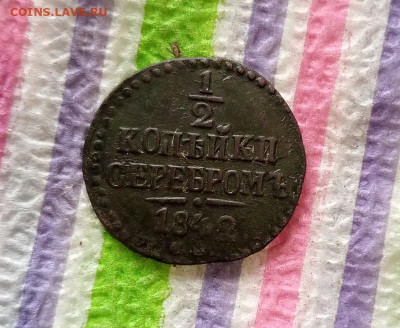 COINS.LAVE.RU
1
2
КОПѢЙКИ
СЕРЕБРОМЪ